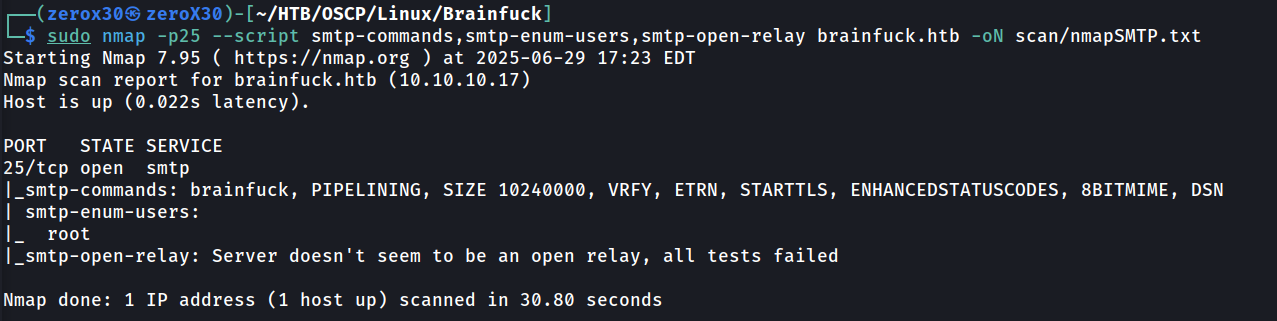 (zerox30㉿zeroX30)-[~/HTB/OSCP/Linux/Brainfuck]
$ sudo nmap -p25 --script smtp-commands,smtp-enum-users,smtp-open-relay brainfuck.htb -oN scan/nmapSMTP.txt
Starting Nmap 7.95 ( https://nmap.org ) at 2025-06-29 17:23 EDT
Nmap scan report for brainfuck.htb (10.10.10.17)
Host is up (0.022s latency).

PORT   STATE SERVICE
25/tcp open  smtp
|_smtp-commands: brainfuck, PIPELINING, SIZE 10240000, VRFY, ETRN, STARTTLS, ENHANCEDSTATUSCODES, 8BITMIME, DSN
| smtp-enum-users:
|_  root
|_smtp-open-relay: Server doesn't seem to be an open relay, all tests failed

Nmap done: 1 IP address (1 host up) scanned in 30.80 seconds